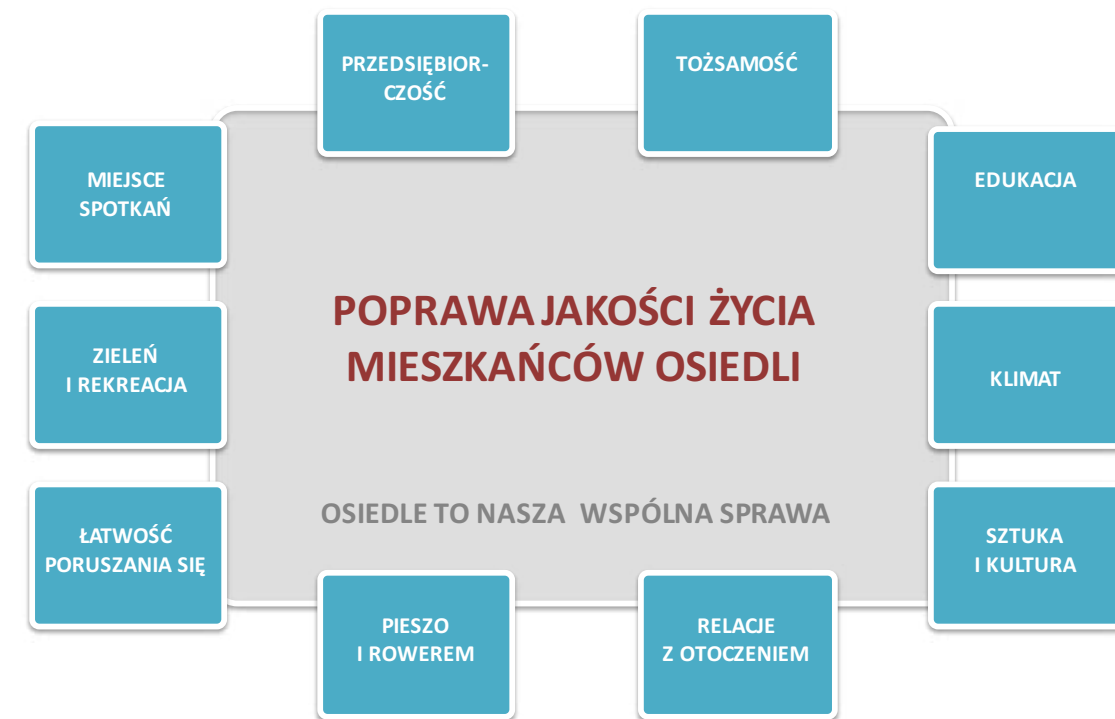 PRZEDSIĘBIOR-
CZOŚĆ
TOŻSAMOŚĆ
MIEJSCE
SPOTKAŃ
EDUKACJA
POPRAWA JAKOŚCI ŻYCIA
MIESZKAŃCÓW OSIEDLI
ZIELEŃ
I REKREACJA
KLIMAT
OSIEDLE TO NASZA WSPÓLNA SPRAWA
ŁATWOŚĆ
PORUSZANIA SIĘ
SZTUKA
I KULTURA
PIESZO
I ROWEREM
RELACJE
Z OTOCZENIEM